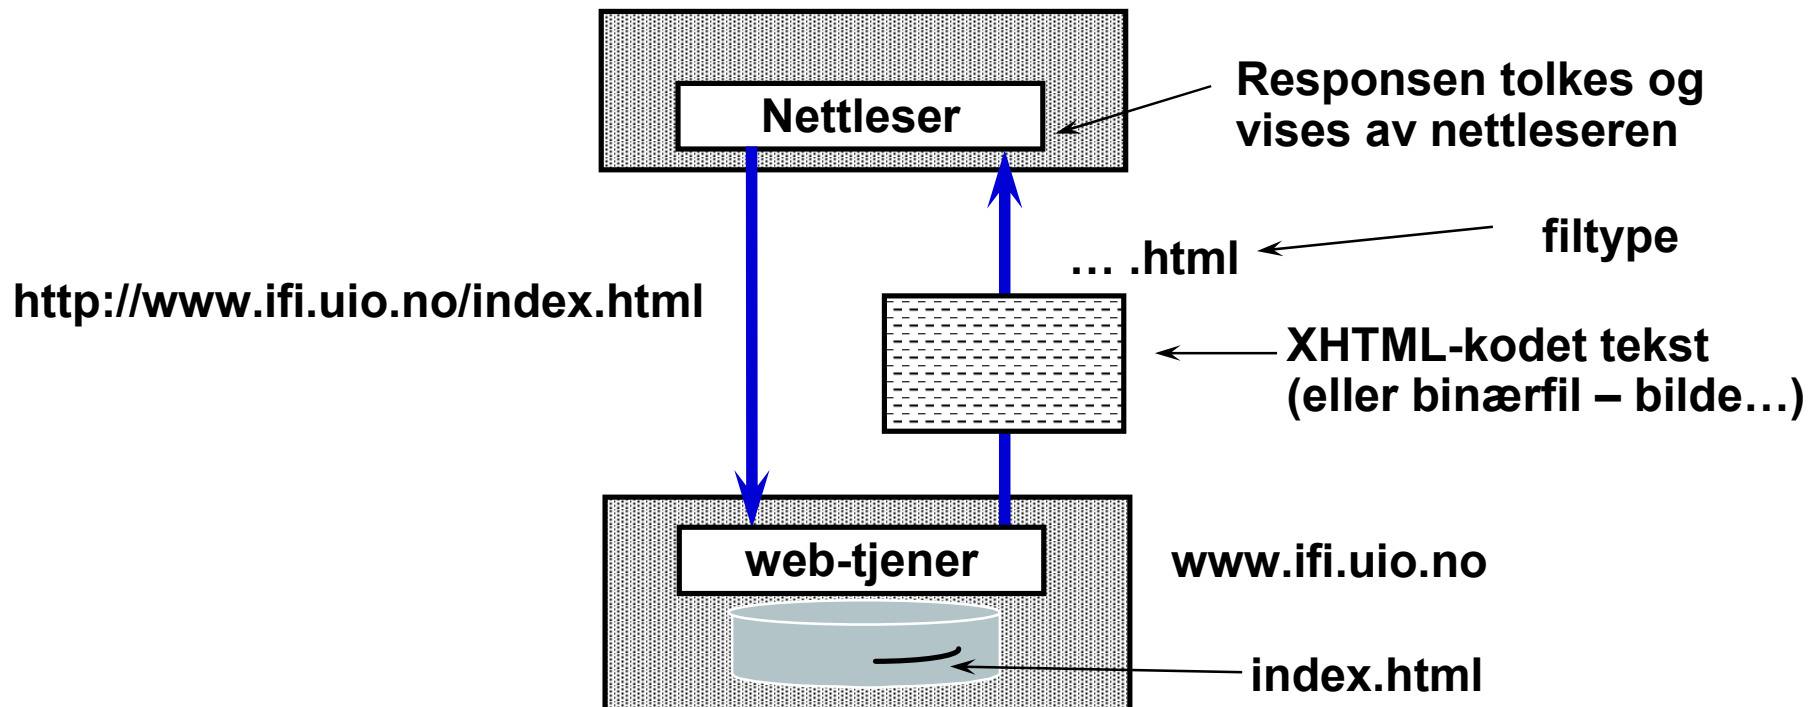 Nettleser
Responsen tolkes og
vises av nettleseren
filtype
… .html
http://www.ifi.uio.no/index.html
XHTML-kodet tekst
(eller binærfil – bilde…)
web-tjener
www.ifi.uio.no
index.html